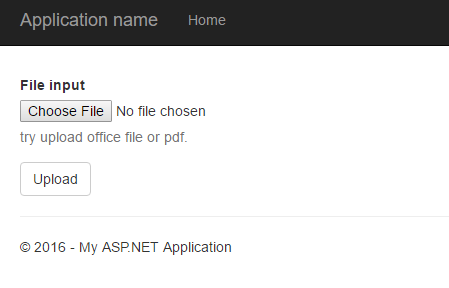 Application name Home
File input
Choose File No file chosen
try upload office file or pdf.
Upload
© 2016 - My ASP.NET Application